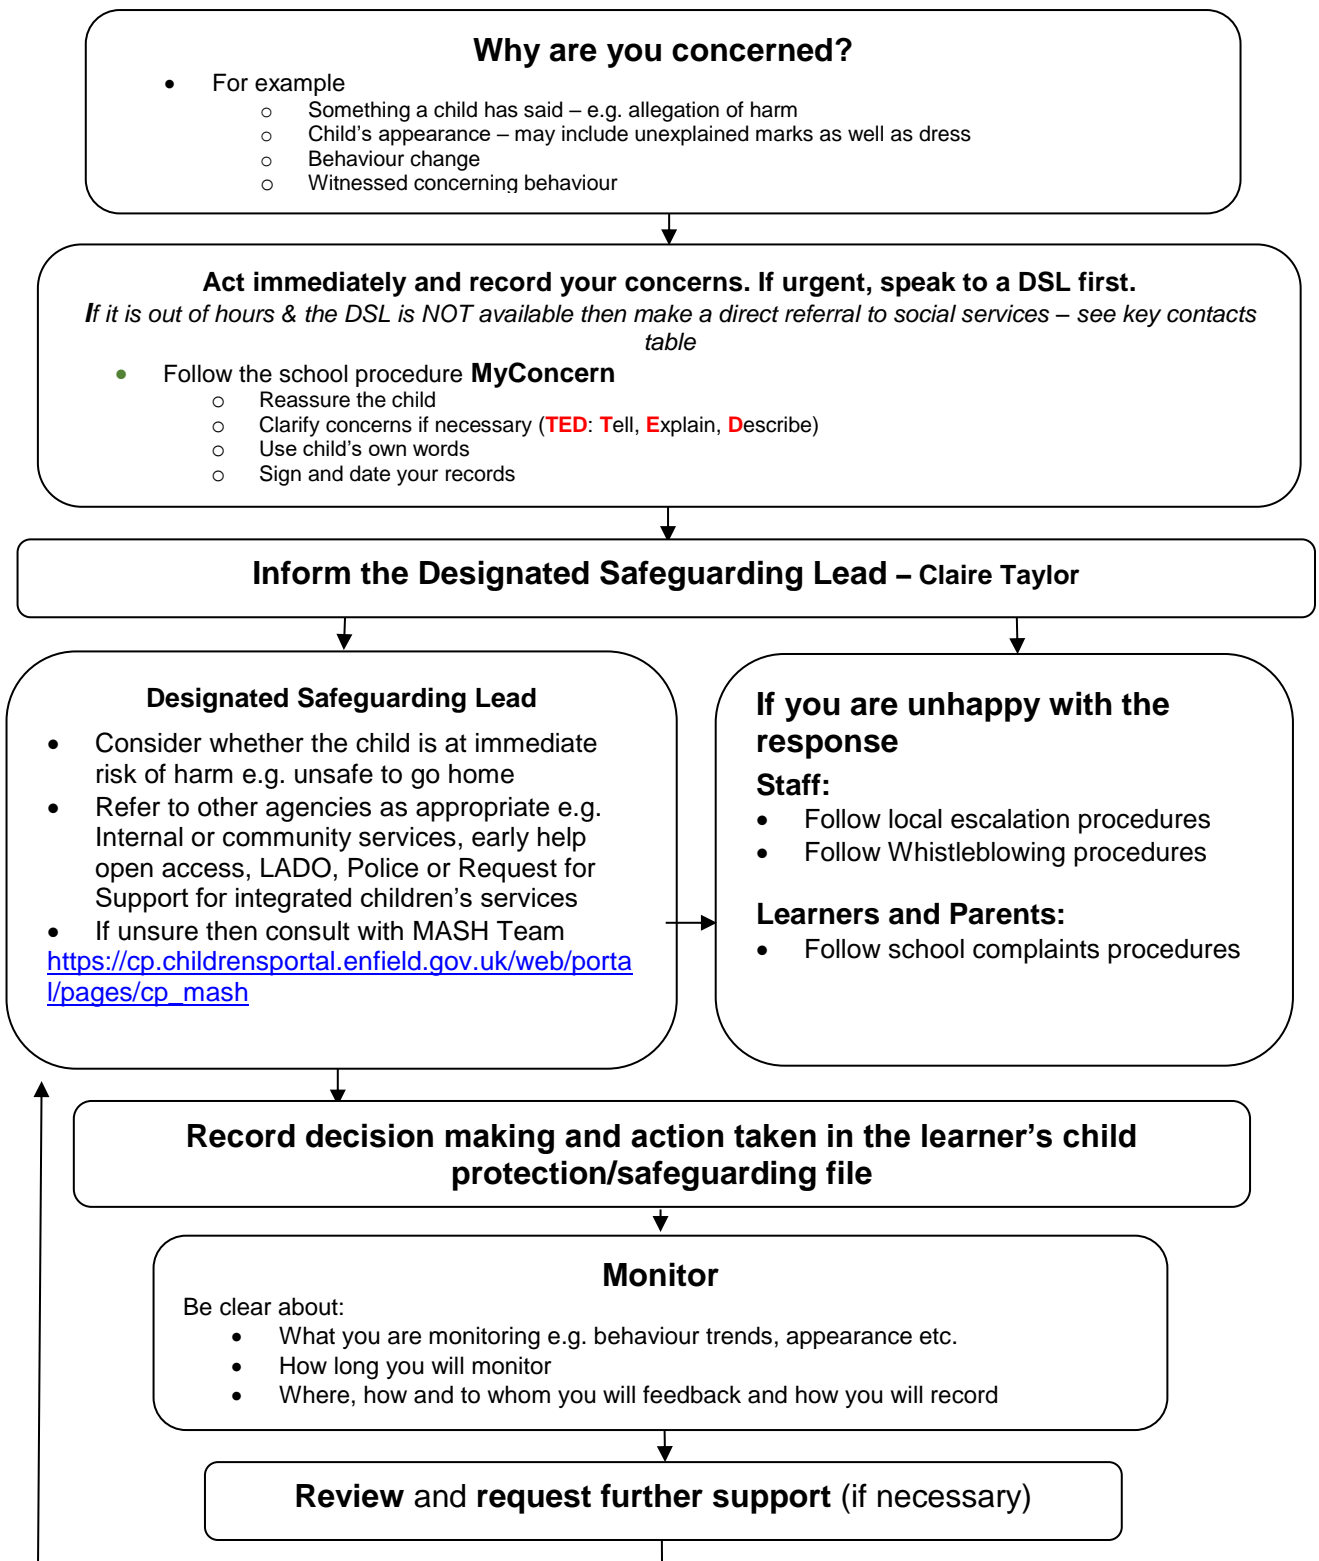 Why are you concerned?
• For example
o Something a child has said – e.g. allegation of harm
o Child's appearance – may include unexplained marks as well as dress
o Behaviour change
o Witnessed concerning behaviour
Act immediately and record your concerns. If urgent, speak to a DSL first.
If it is out of hours & the DSL is NOT available then make a direct referral to social services – see key contacts
table
• Follow the school procedure MyConcern
o Reassure the child
o Clarify concerns if necessary (TED: Tell, Explain, Describe)
o Use child's own words
o Sign and date your records
Inform the Designated Safeguarding Lead – Claire Taylor
Designated Safeguarding Lead
• Consider whether the child is at immediate
risk of harm e.g. unsafe to go home
• Refer to other agencies as appropriate e.g.
Internal or community services, early help
open access, LADO, Police or Request for
Support for integrated children's services
• If unsure then consult with MASH Team
https://cp.childrensportal.enfield.gov.uk/web/porta
l/pages/cp_mash
If you are unhappy with the
response
Staff:
• Follow local escalation procedures
• Follow Whistleblowing procedures
Learners and Parents:
• Follow school complaints procedures
Record decision making and action taken in the learner's child
protection/safeguarding file
Monitor
Be clear about:
• What you are monitoring e.g. behaviour trends, appearance etc.
• How long you will monitor
• Where, how and to whom you will feedback and how you will record
Review and request further support (if necessary)